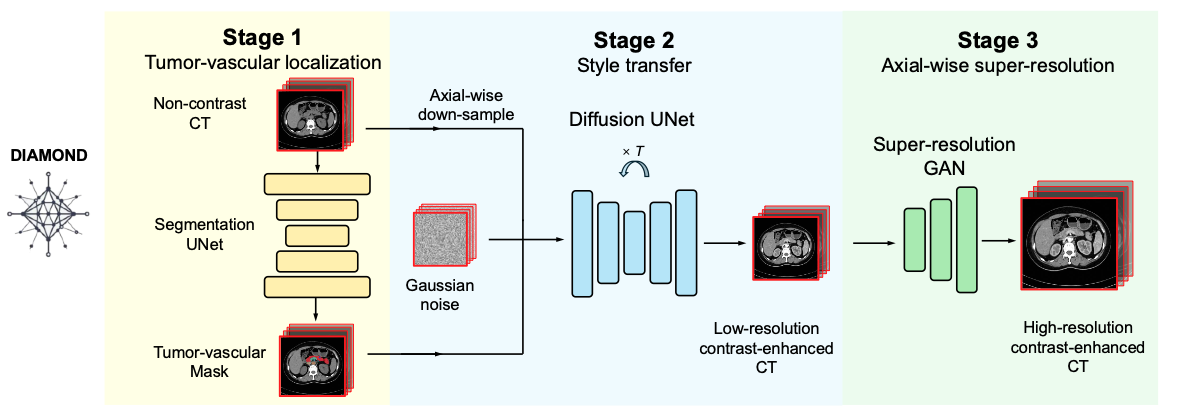 DIAMOND
Stage 1
Tumor-vascular localization
Non-contrast
CT
Segmentation
UNet
Tumor-vascular
Mask
Stage 2
Style transfer
Axial-wise
down-sample
Gaussian
noise
Diffusion UNet
× T
Low-resolution
contrast-enhanced
CT
Stage 3
Axial-wise super-resolution
Super-resolution
GAN
High-resolution
contrast-enhanced
CT